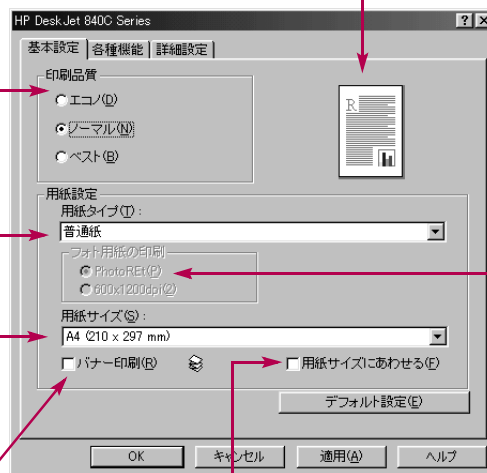 HP DeskJet 840C Series
基本設定 各種機能 詳細設定
印刷品質
エコノ(D)
ノーマル(N)
ベスト(B)
R
用紙設定
用紙タイプ(T):
普通紙
フォト用紙の印刷
PhotoREt(P)
600x1200dpi(2)
用紙サイズ(S):
A4 (210 x 297 mm)
バナー印刷(R) 用紙サイズにあわせる(F)
デフォルト設定(E)
OK キャンセル 適用(A) ヘルプ